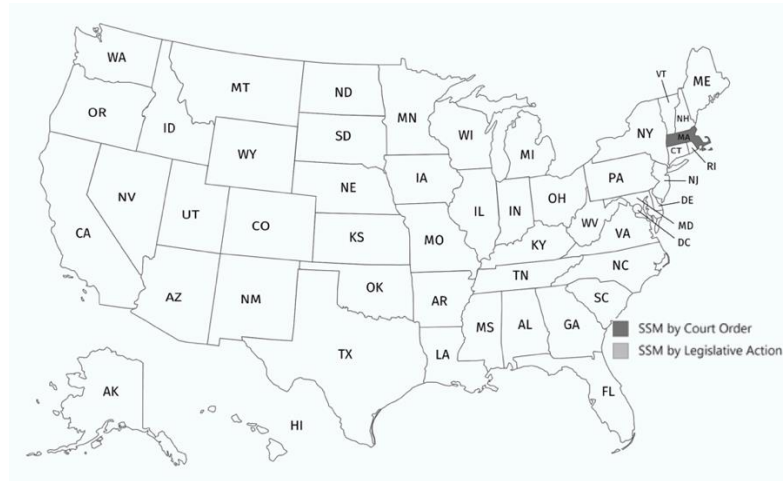 WA
MT
ND
MN
VT
ME
OR
ID
SD
WI
NH
NY
MA
WY
MI
CT
RI
IA
PA
NJ
NE
NV
UT
IL
IN
OH
DE
CO
WV
MD
CA
KS
MO
KY
VA
DC
NC
TN
AZ
NM
OK
AR
SC
MS
AL
GA
SSM by Court Order
TX
LA
SSM by Legislative Action
AK
FL
HI